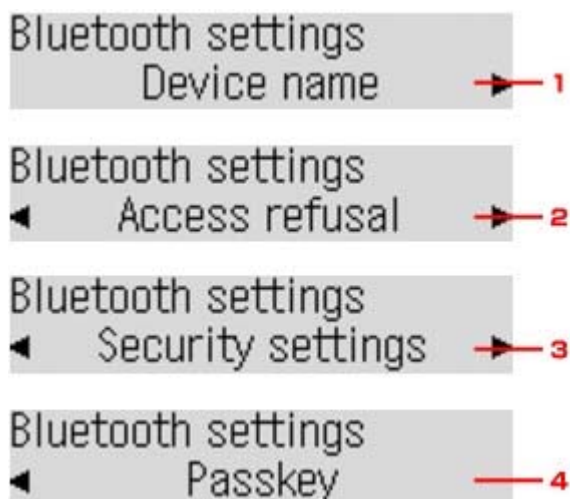 Bluetooth settings
Device name ▶ 1
Bluetooth settings
◀ Access refusal ▶ 2
Bluetooth settings
◀ Security settings ▶ 3
Bluetooth settings
◀ Passkey 4